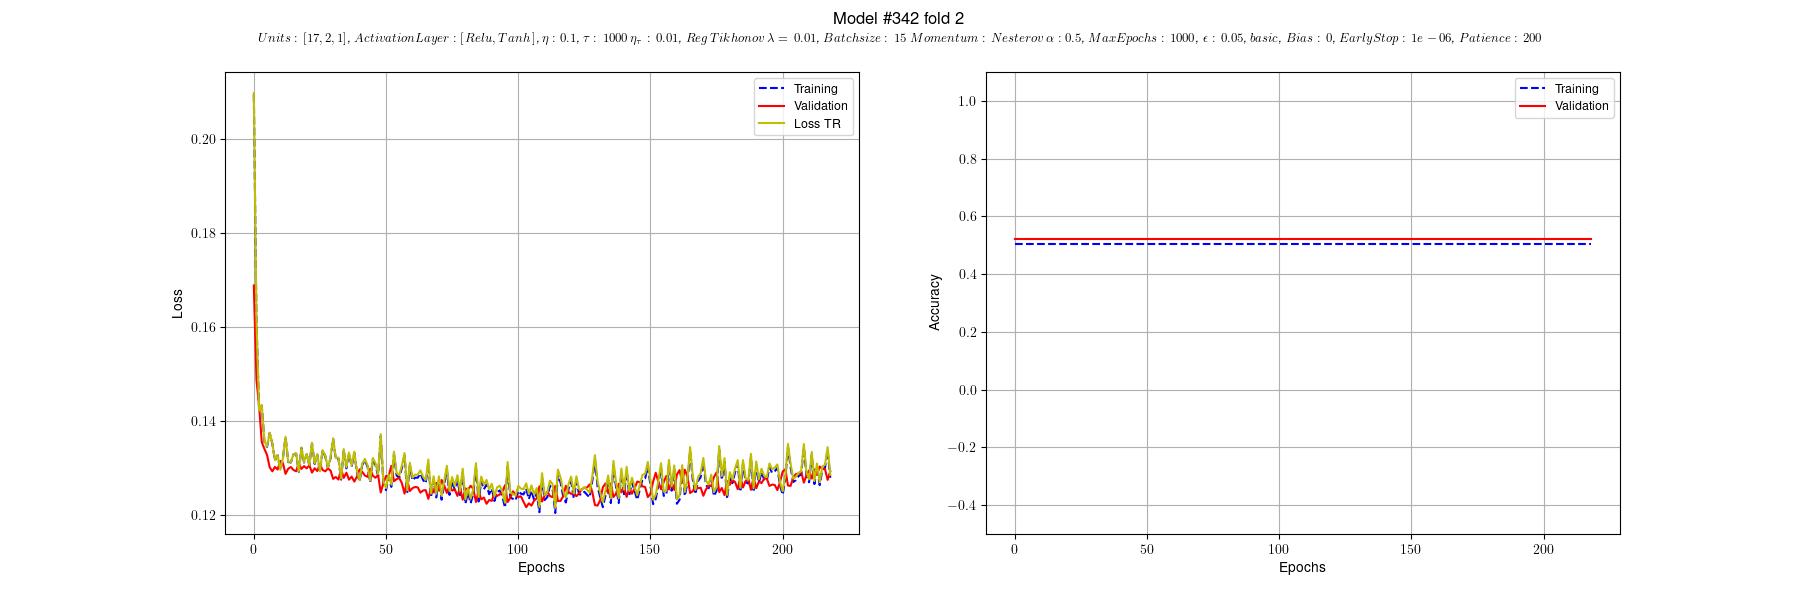 Model #342 fold 2
Units : [17, 2, 1], ActivationLayer : [Relu, Tanh], η : 0.1, τ : 1000 η_τ : 0.01, Reg Tikhonov λ = 0.01, Batchsize : 15 Momentum : Nesterov α : 0.5, MaxEpochs : 1000, ϵ : 0.05, basic, Bias : 0, EarlyStop : 1e − 06, Patience : 200
Training
Validation
Loss TR
0.20
0.18
0.16
0.14
0.12
Loss
0 50 100 150 200
Epochs
Training
Validation
1.0
0.8
0.6
0.4
0.2
0.0
−0.2
−0.4
Accuracy
0 50 100 150 200
Epochs